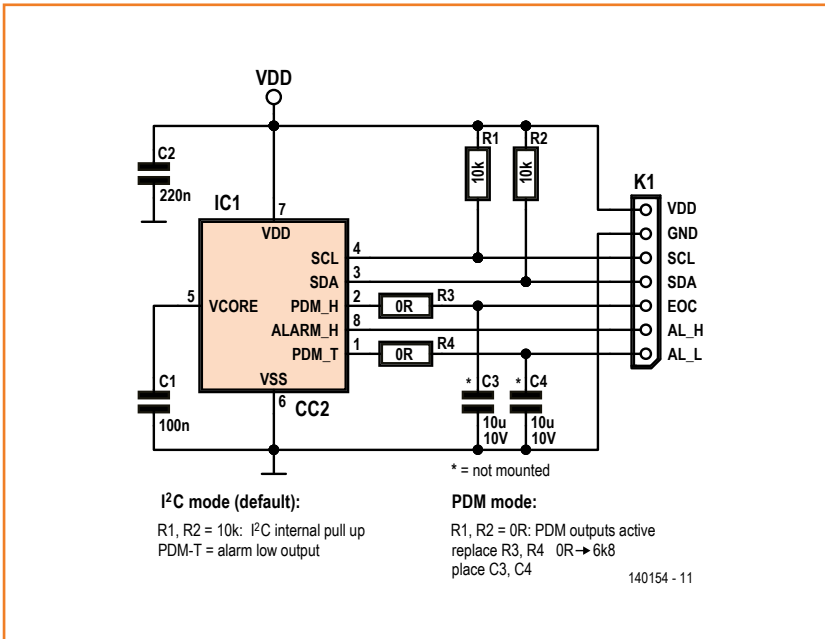 VDD
C2
220n
IC1
7
VDD
R1
10k
R2
10k
K1
VDD
GND
SCL
SDA
EOC
AL_H
AL_L
SCL
4
SDA
3
PDM_H
2
0R
R3
ALARM_H
8
PDM_T
1
0R
R4
5
VCORE
VSS
6
CC2
C1
100n
* C3
10u
10V
* C4
10u
10V
* = not mounted
I²C mode (default):
R1, R2 = 10k: I²C internal pull up
PDM-T = alarm low output
PDM mode:
R1, R2 = 0R: PDM outputs active
replace R3, R4 0R→6k8
place C3, C4
140154 - 11